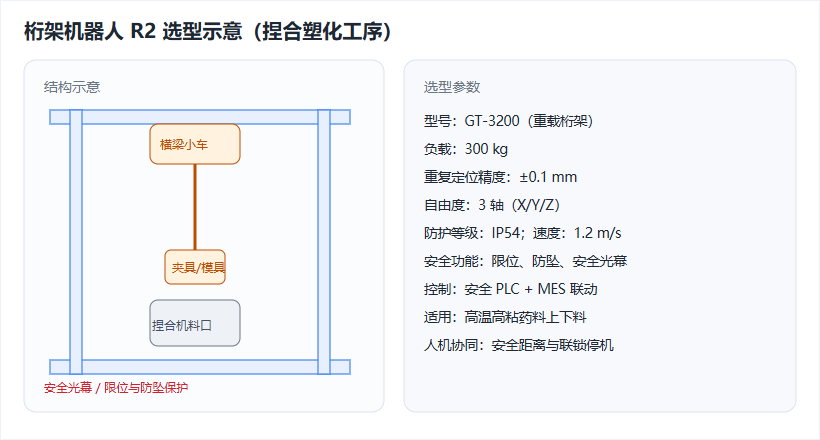 桁架机器人 R2 选型示意（捏合塑化工序）
结构示意
横梁小车
夹具/模具
捏合机料口
安全光幕 / 限位与防坠保护
选型参数
型号：GT-3200（重载桁架）
负载：300 kg
重复定位精度：±0.1 mm
自由度：3 轴（X/Y/Z）
防护等级：IP54；速度：1.2 m/s
安全功能：限位、防坠、安全光幕
控制：安全 PLC + MES 联动
适用：高温高粘药料上下料
人机协同：安全距离与联锁停机